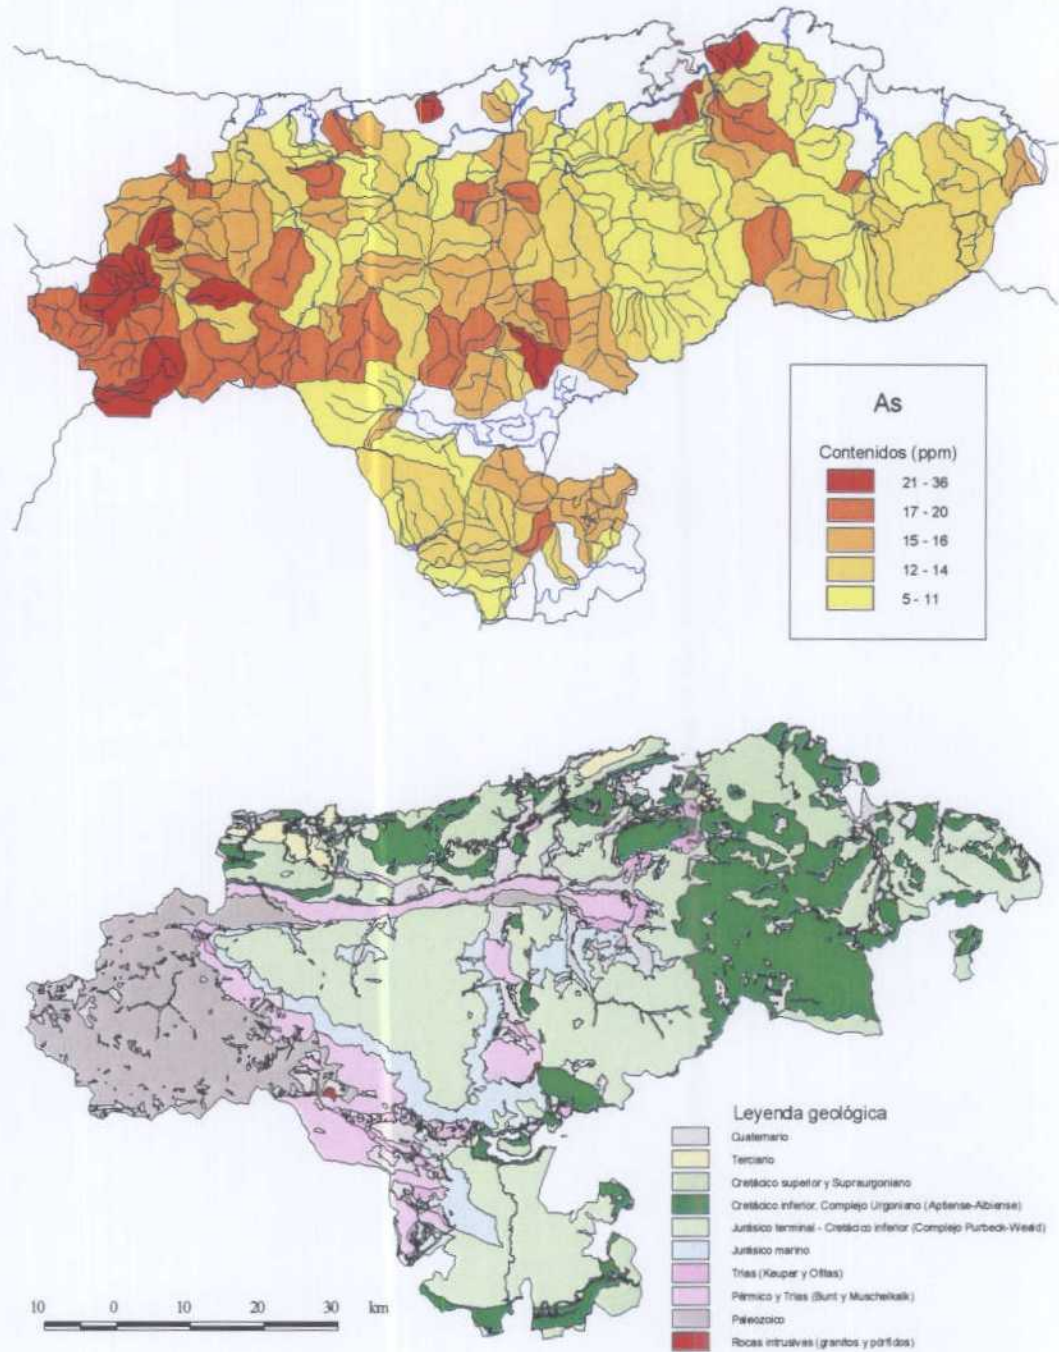 As
Contenidos (ppm)
21 - 36
17 - 20
15 - 16
12 - 14
5 - 11
Leyenda geológica
Cuaternario
Terciario
Cretácico superior y Supraurgoniano
Cretácico inferior. Complejo Urgoniano (Aptiense-Albiense)
Jurásico terminal - Cretácico inferior (Complejo Purbeck-Weald)
Jurásico marino
Trias (Keuper y Ofitas)
Pérmico y Trias (Bunt y Muschelkalk)
Paleozoico
Rocas intrusivas (granitos y pórfidos)
10 0 10 20 30 km